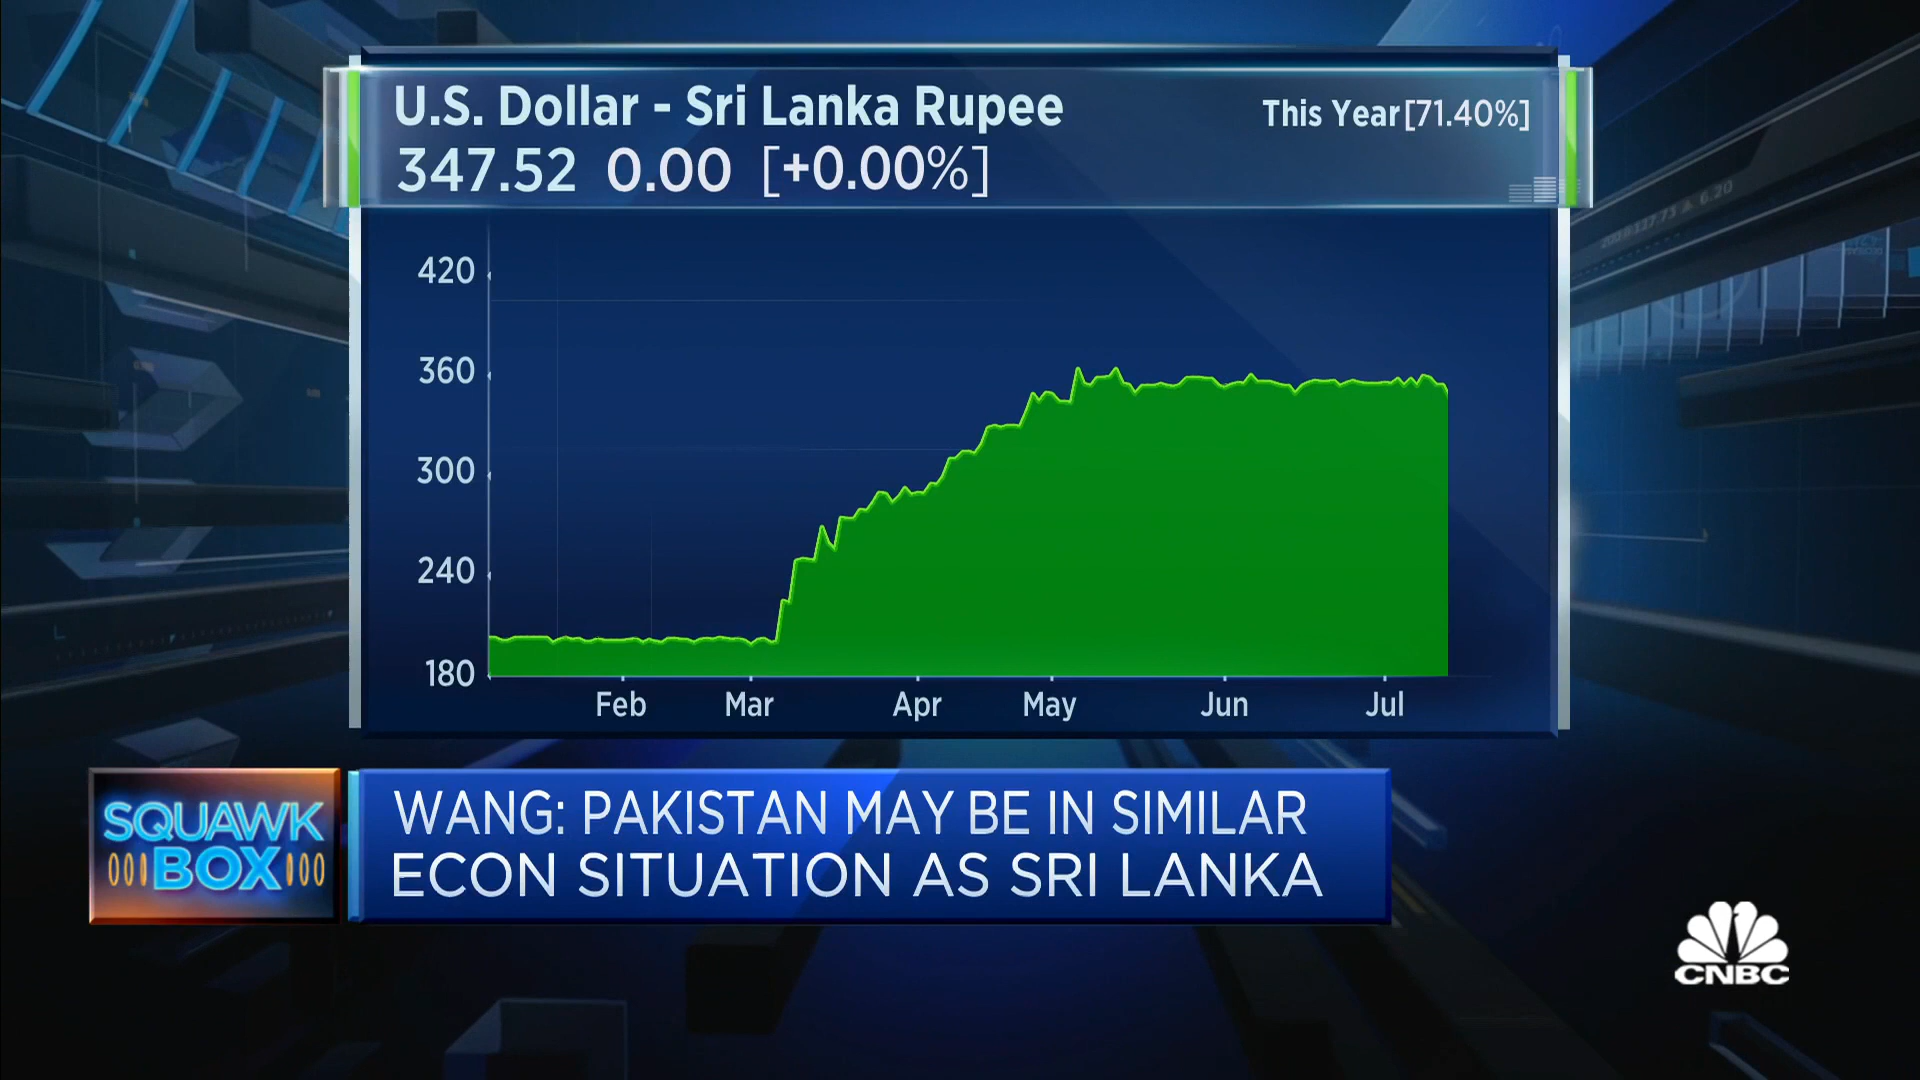 U.S. Dollar - Sri Lanka Rupee
This Year [71.40%]
347.52 0.00 [+0.00%]
420
360
300
240
180
Feb Mar Apr May Jun Jul
SQUAWK
BOX
WANG: PAKISTAN MAY BE IN SIMILAR
ECON SITUATION AS SRI LANKA
CNBC